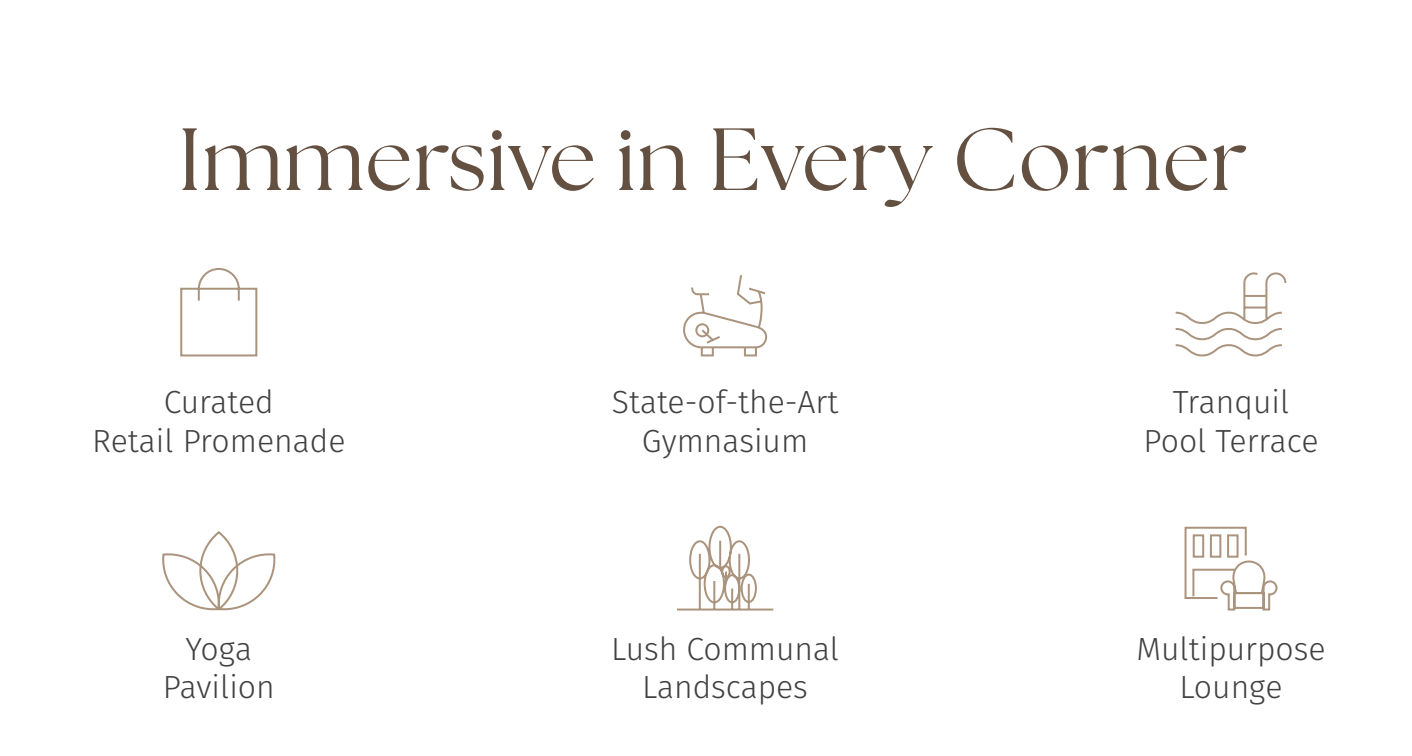 Immersive in Every Corner
Curated
Retail Promenade
State-of-the-Art
Gymnasium
Tranquil
Pool Terrace
Yoga
Pavilion
Lush Communal
Landscapes
Multipurpose
Lounge